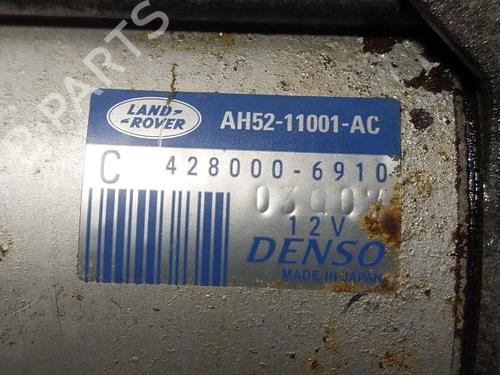 PARTS
LAND-
ROVER
AH52-11001-AC
C 428000-6910
12V
DENSO
MADE IN JAPAN